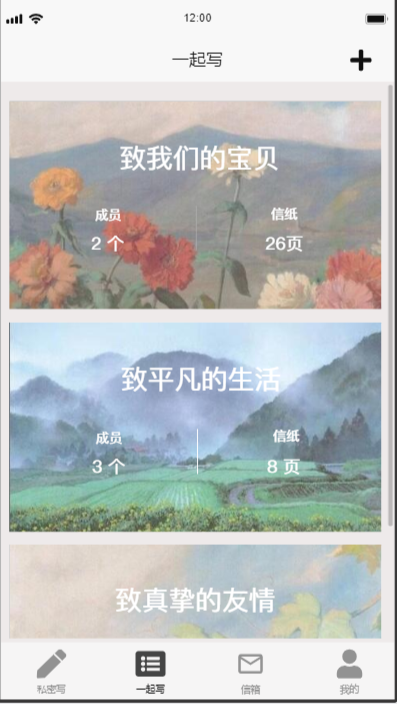 12:00
一起写
致我们的宝贝
成员 信纸
2 个 26页
致平凡的生活
成员 信纸
3 个 8 页
致真挚的友情
私密写 一起写 信箱 我的